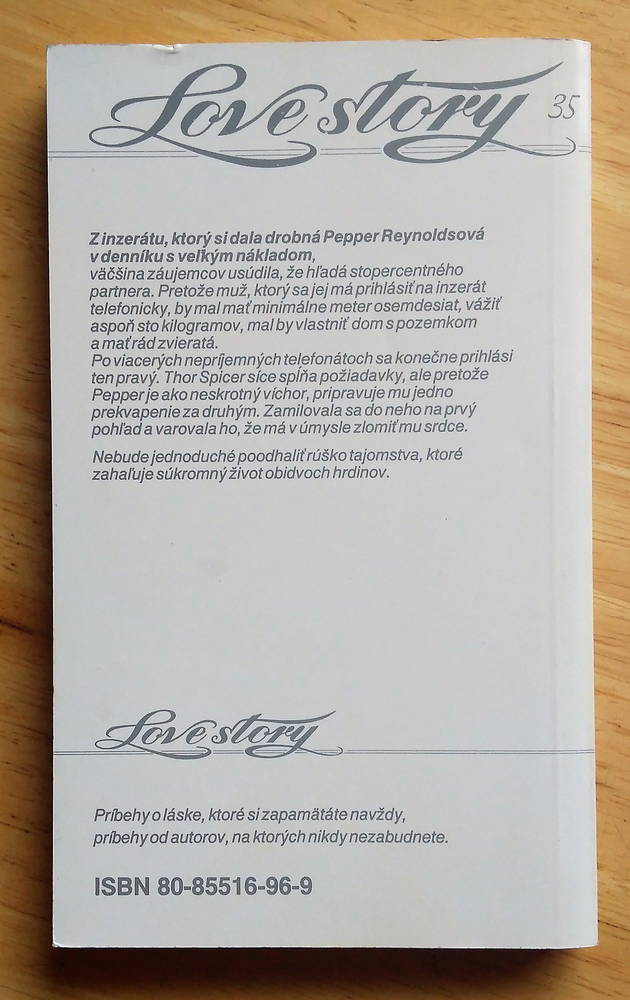 Love story 35
Z inzerátu, ktorý si dala drobná Pepper Reynoldsová
v denníku s veľkým nákladom,
väčšina záujemcov usúdila, že hľadá stopercentného
partnera. Pretože muž, ktorý sa jej má prihlásiť na inzerát
telefonicky, by mal mať minimálne meter osemdesiat, vážiť
aspoň sto kilogramov, mal by vlastniť dom s pozemkom
a mať rád zvieratá.
Po viacerých nepríjemných telefonátoch sa konečne prihlási
ten pravý. Thor Spicer síce spĺňa požiadavky, ale pretože
Pepper je ako neskrotný víchor, pripravuje mu jedno
prekvapenie za druhým. Zamilovala sa do neho na prvý
pohľad a varovala ho, že má v úmysle zlomiť mu srdce.
Nebude jednoduché poodhaliť rúško tajomstva, ktoré
zahaľuje súkromný život obidvoch hrdinov.
Love story
Príbehy o láske, ktoré si zapamätáte navždy,
príbehy od autorov, na ktorých nikdy nezabudnete.
ISBN 80-85516-96-9